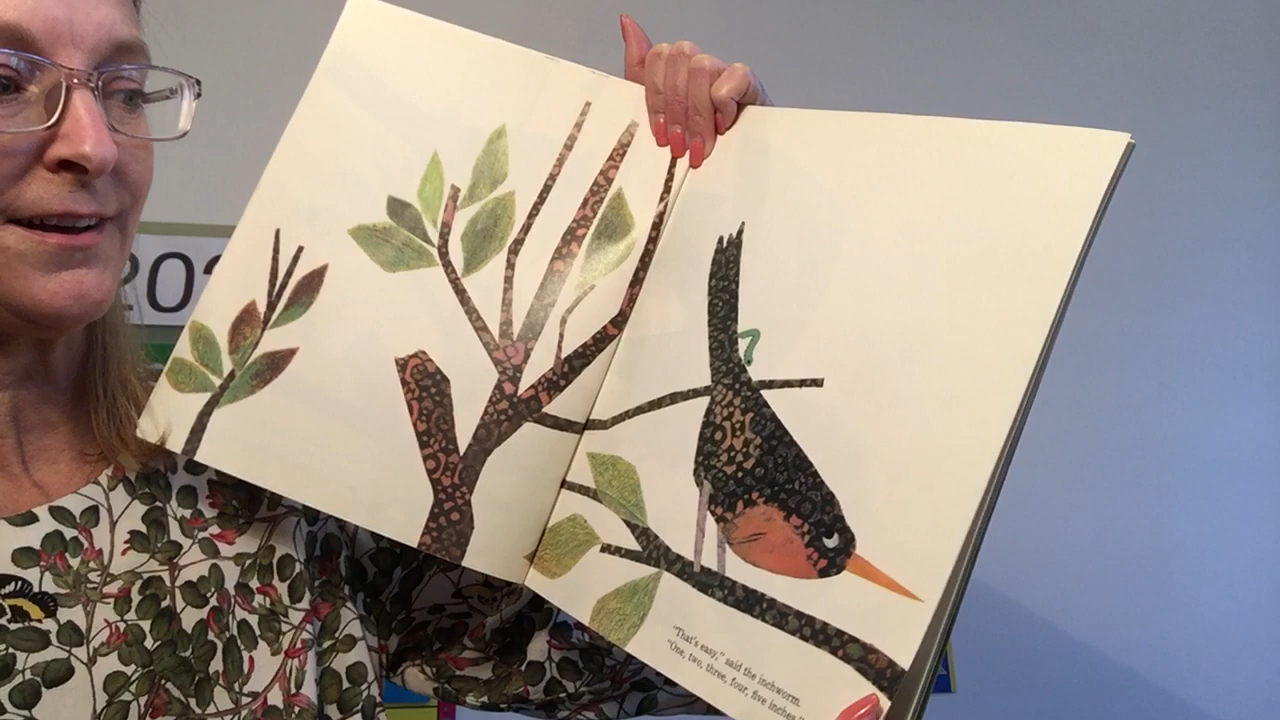 202
"That's easy," said the inchworm.
"One, two, three, four, five inches."